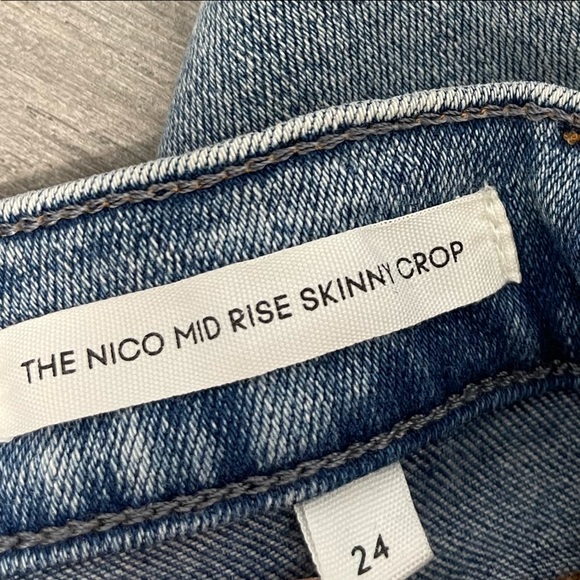 THE NICO MID RISE SKINNY CROP
24